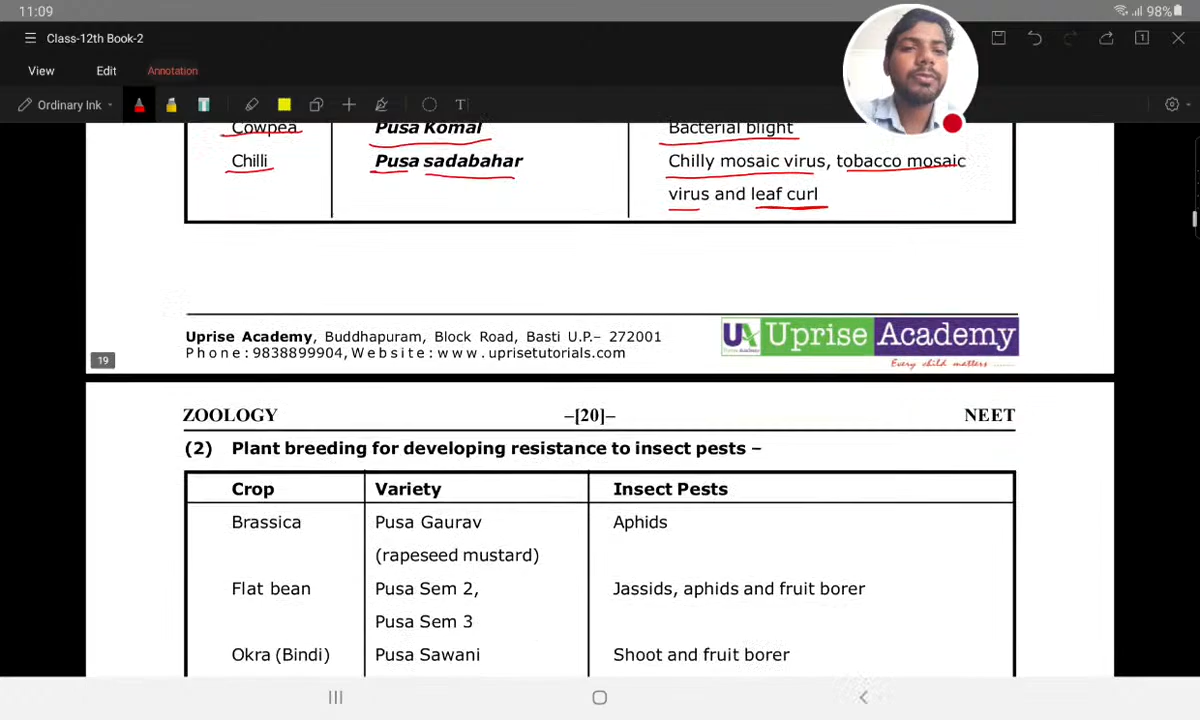 11:09
98%
Class-12th Book-2
1
View Edit Annotation
Ordinary Ink
T
Cowpea Pusa Komal Bacterial blight
Chilli Pusa sadabahar Chilly mosaic virus, tobacco mosaic
virus and leaf curl
Uprise Academy, Buddhapuram, Block Road, Basti U.P.– 272001
Phone: 9838899904, Website: www.uprisetutorials.com
UA Uprise Academy
Every child matters ........
19
ZOOLOGY –[20]– NEET
(2) Plant breeding for developing resistance to insect pests –
Crop Variety Insect Pests
Brassica Pusa Gaurav Aphids
(rapeseed mustard)
Flat bean Pusa Sem 2, Jassids, aphids and fruit borer
Pusa Sem 3
Okra (Bindi) Pusa Sawani Shoot and fruit borer